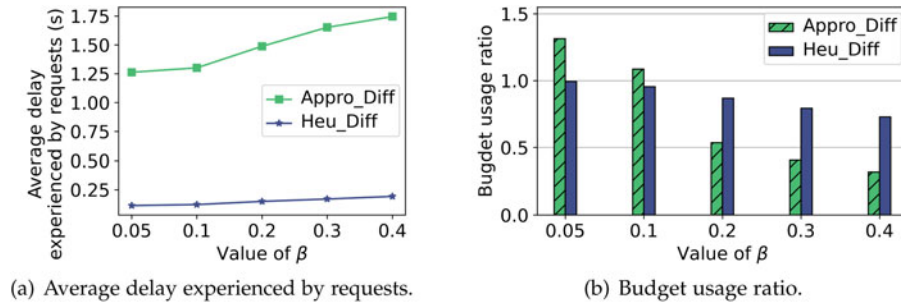 Average delay
experienced by requests (s)
1.75
1.50
1.25
1.00
0.75
0.50
0.25
Appro_Diff
Heu_Diff
0.05 0.1 0.2 0.3 0.4
Value of β
(a) Average delay experienced by requests.
Bugdet usage ratio
1.5
1.0
0.5
0.0
Appro_Diff
Heu_Diff
0.05 0.1 0.2 0.3 0.4
Value of β
(b) Budget usage ratio.